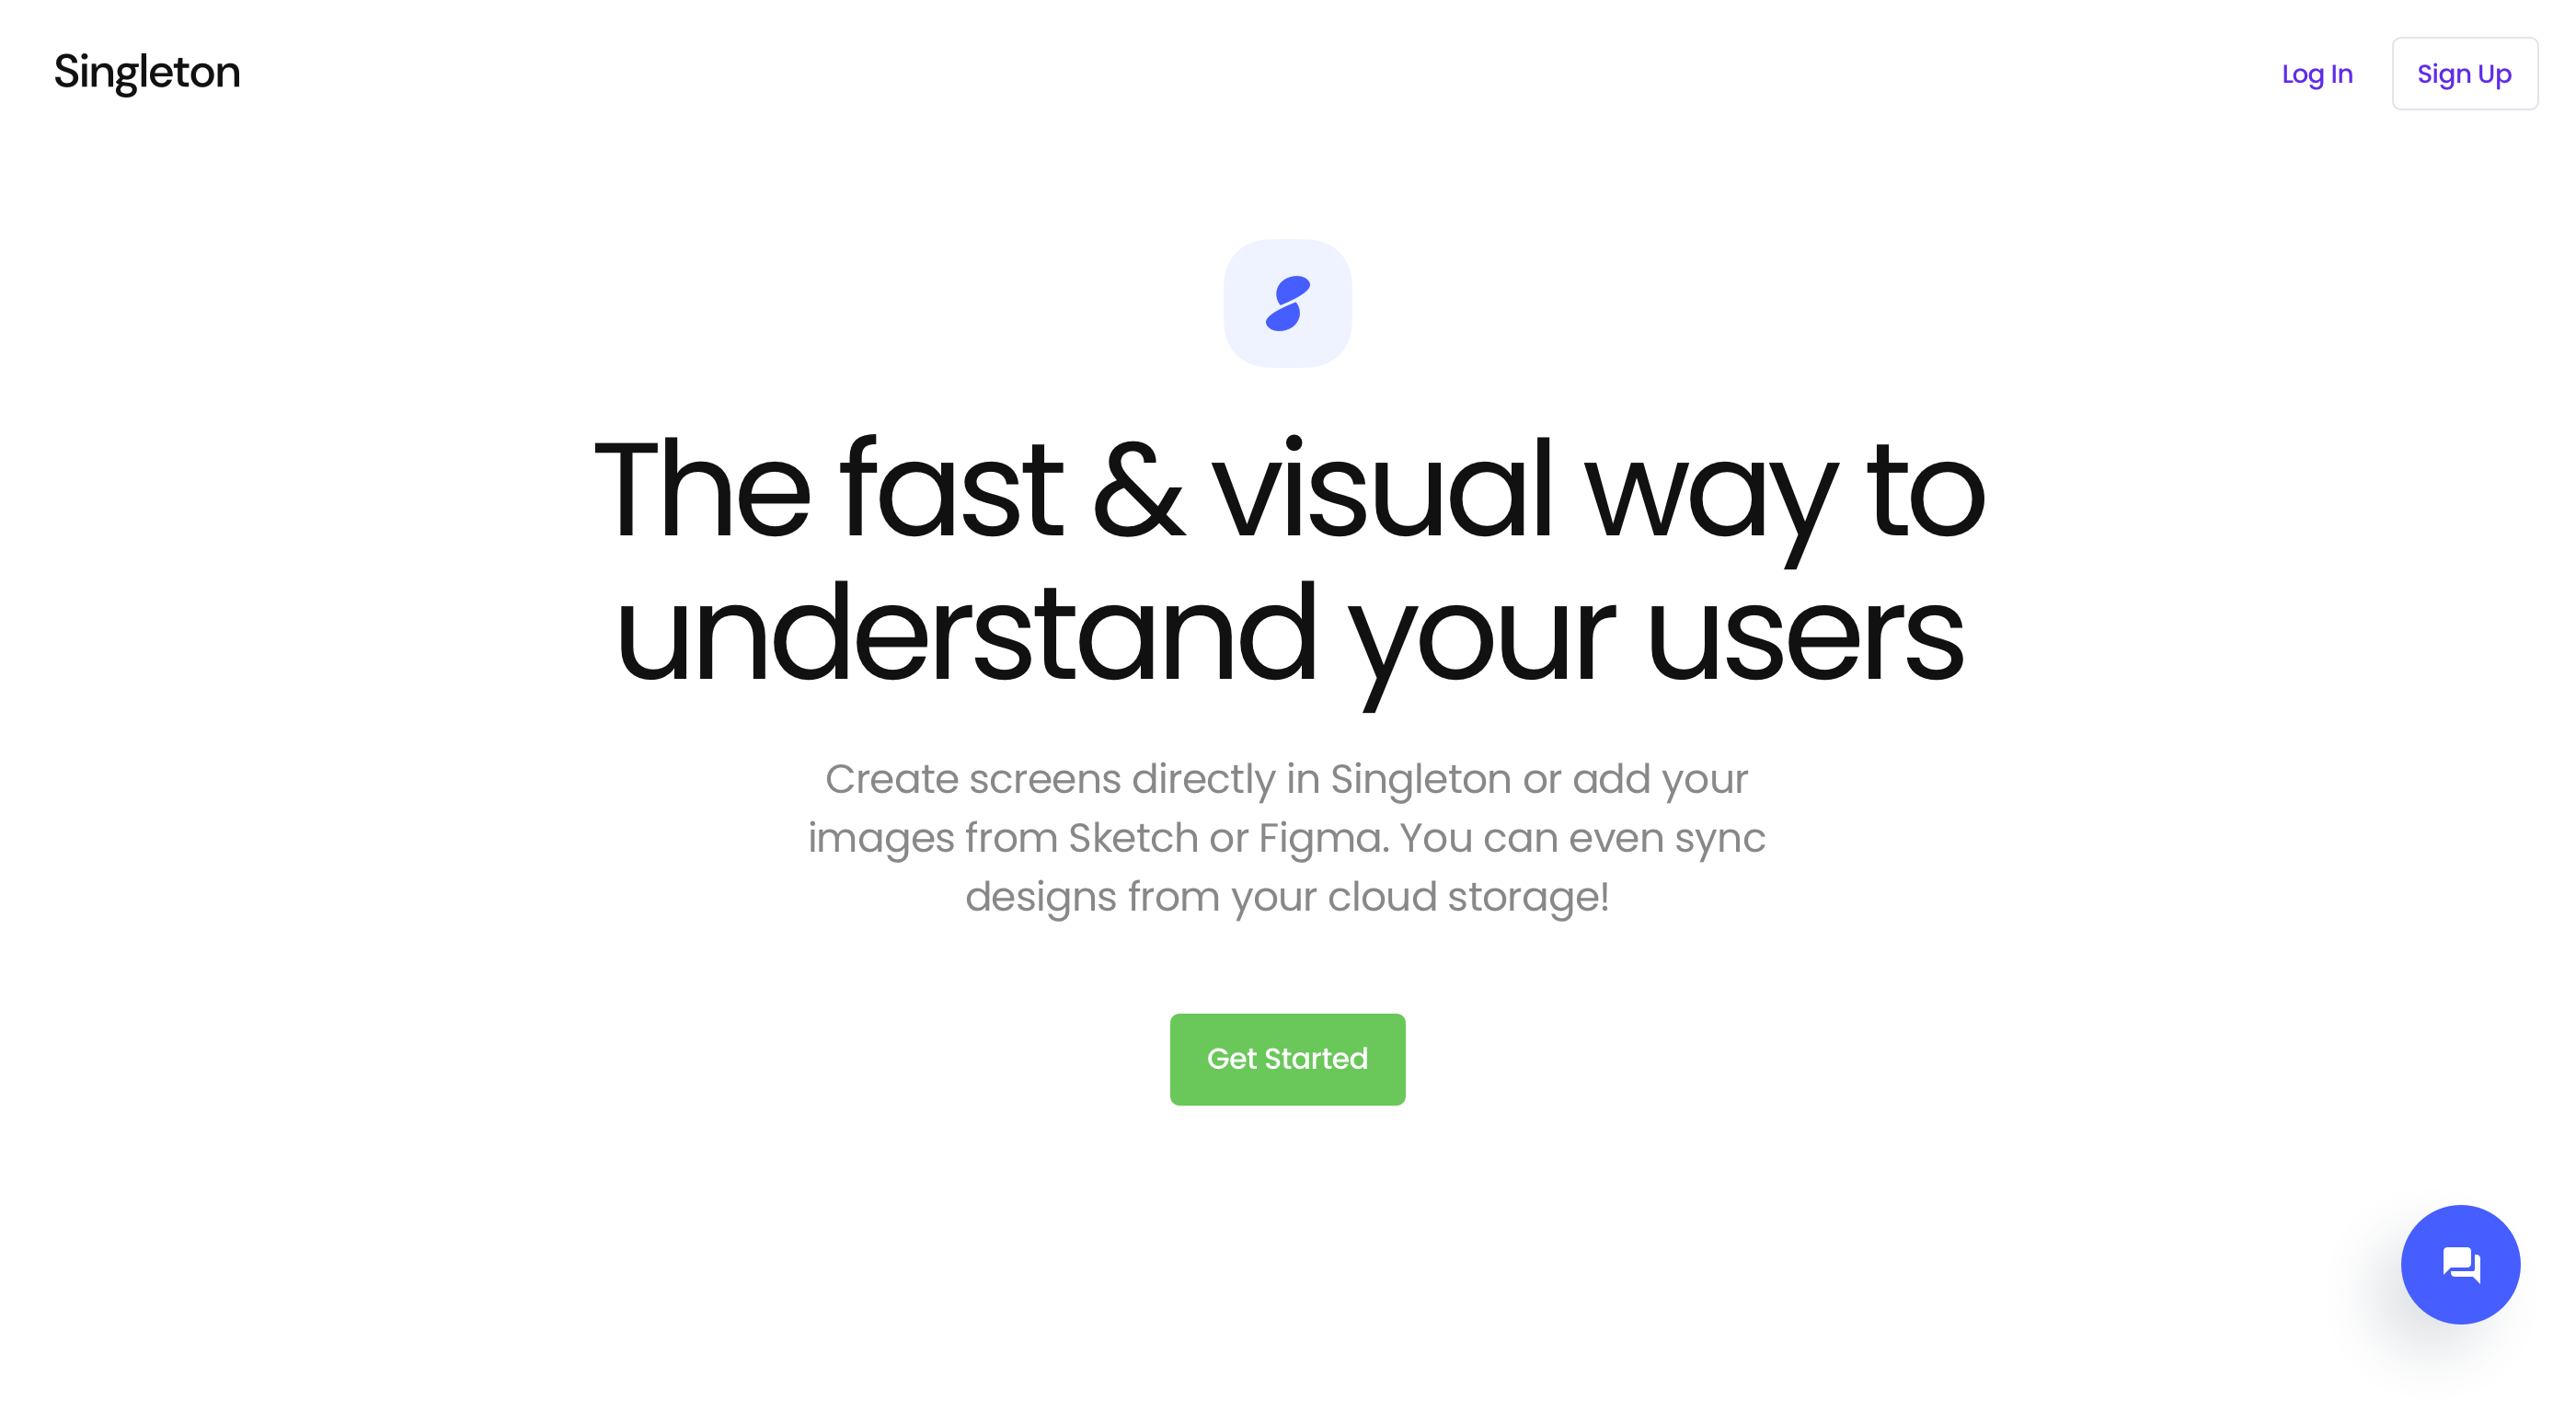 Singleton
Log In
Sign Up
The fast & visual way to
understand your users
Create screens directly in Singleton or add your
images from Sketch or Figma. You can even sync
designs from your cloud storage!
Get Started